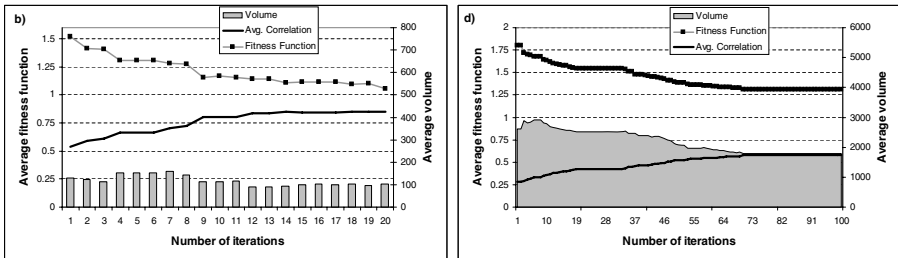 b)
Volume
Avg. Correlation
Fitness Function
Average fitness function
1.5
1.25
1
0.75
0.5
0.25
0
800
700
600
500
400
300
200
100
0
Average volume
1 2 3 4 5 6 7 8 9 10 11 12 13 14 15 16 17 18 19 20
Number of iterations
d)
Volume
Fitness Function
Avg. Correlation
Average fitness function
2
1.75
1.5
1.25
1
0.75
0.5
0.25
0
6000
5000
4000
3000
2000
1000
0
Average volume
1 10 19 28 37 46 55 64 73 82 91 100
Number of iterations